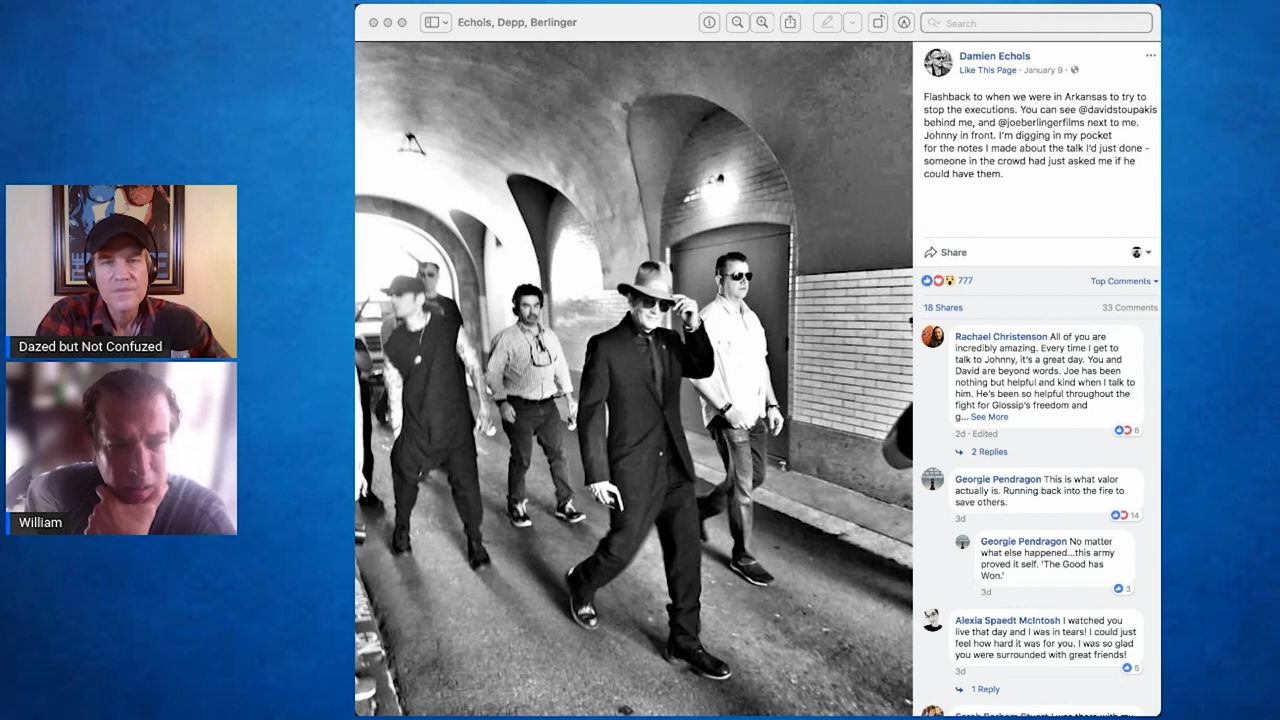 Echols, Depp, Berlinger
Search
Damien Echols
Like This Page · January 9 ·
Flashback to when we were in Arkansas to try to
stop the executions. You can see @davidstoupakis
behind me, and @joeberlingerfilms next to me.
Johnny in front. I'm digging in my pocket
for the notes I made about the talk I'd just done -
someone in the crowd had just asked me if he
could have them.
Share
777
Top Comments
18 Shares
33 Comments
Rachael Christenson All of you are
incredibly amazing. Every time I get to
talk to Johnny, it's a great day. You and
David are beyond words. Joe has been
nothing but helpful and kind when I talk to
him. He's been so helpful throughout the
fight for Glossip's freedom and
g... See More
6
2d · Edited
2 Replies
Georgie Pendragon This is what valor
actually is. Running back into the fire to
save others.
14
3d
Georgie Pendragon No matter
what else happened...this army
proved it self. 'The Good has
Won.'
3
3d
Alexia Spaedt McIntosh I watched you
live that day and I was in tears! I could just
feel how hard it was for you. I was so glad
you were surrounded with great friends!
5
3d
1 Reply
THE
Dazed but Not Confuzed
William